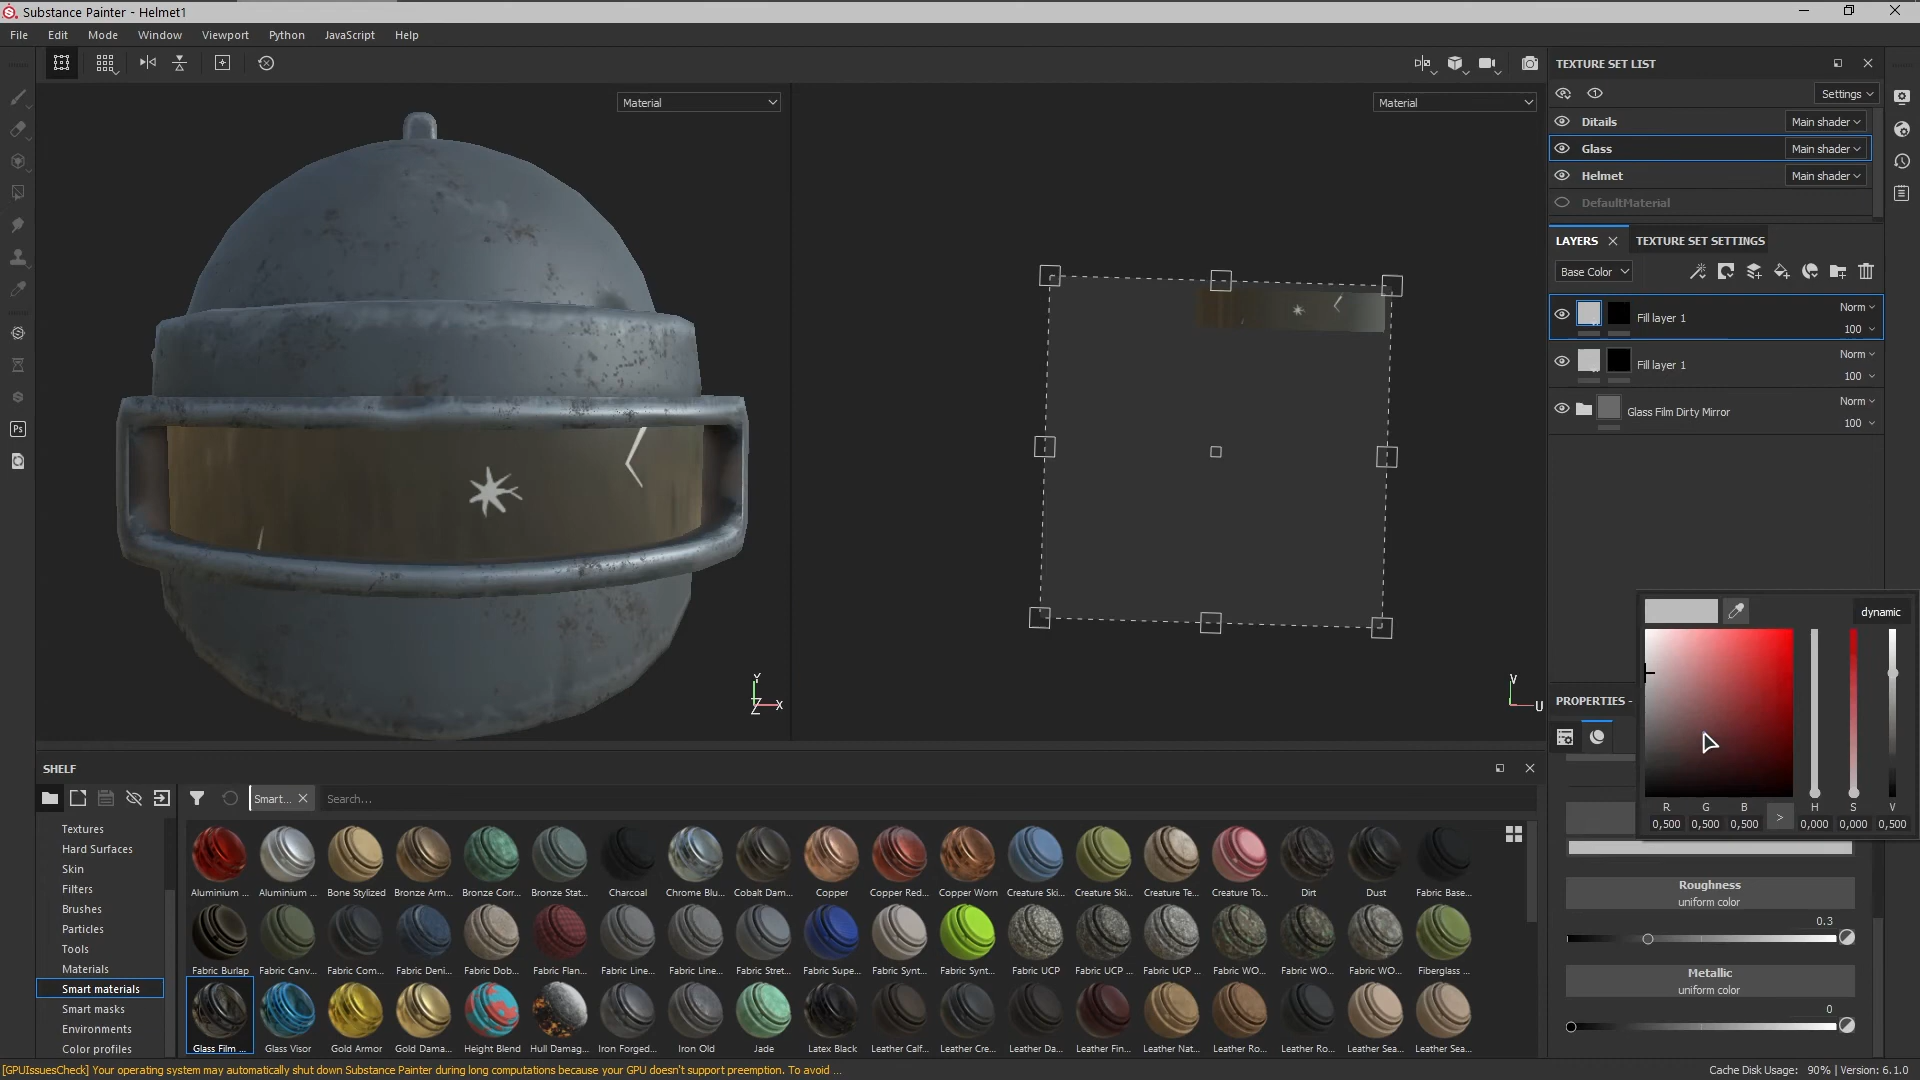 Substance Painter - Helmet1
File Edit Mode Window Viewport Python JavaScript Help
Material
Material
TEXTURE SET LIST
Settings
Ditails Main shader
Glass Main shader
Helmet Main shader
DefaultMaterial
LAYERS TEXTURE SET SETTINGS
Base Color
Fill layer 1 Norm
100
Fill layer 1 Norm
100
Glass Film Dirty Mirror Norm
100
dynamic
PROPERTIES -
R G B H S V
0,500 0,500 0,500 > 0,000 0,000 0,500
Roughness
uniform color
0.3
Metallic
uniform color
0
Y
Z X
V
U
Ps
SHELF
Smart... Search...
Textures
Hard Surfaces
Skin
Filters
Brushes
Particles
Tools
Materials
Smart materials
Smart masks
Environments
Color profiles
Aluminium ... Aluminium ... Bone Stylized Bronze Arm... Bronze Corr... Bronze Stat... Charcoal Chrome Blu... Cobalt Dam... Copper Copper Red... Copper Worn Creature Ski... Creature Ski... Creature Te... Creature To... Dirt Dust Fabric Base...
Fabric Burlap Fabric Canv... Fabric Com... Fabric Deni... Fabric Dob... Fabric Flan... Fabric Line... Fabric Line... Fabric Stret... Fabric Supe... Fabric Synt... Fabric Synt... Fabric UCP Fabric UCP ... Fabric UCP ... Fabric WO... Fabric WO... Fabric WO... Fiberglass ...
Glass Film ... Glass Visor Gold Armor Gold Dama... Height Blend Hull Damag... Iron Forged... Iron Old Jade Latex Black Leather Calf... Leather Cre... Leather Da... Leather Fin... Leather Nat... Leather Ro... Leather Ro... Leather Sea... Leather Sea...
[GPUIssuesCheck] Your operating system may automatically shut down Substance Painter during long computations because your GPU doesn't support preemption. To avoid ...
Cache Disk Usage: 90% | Version: 6.1.0